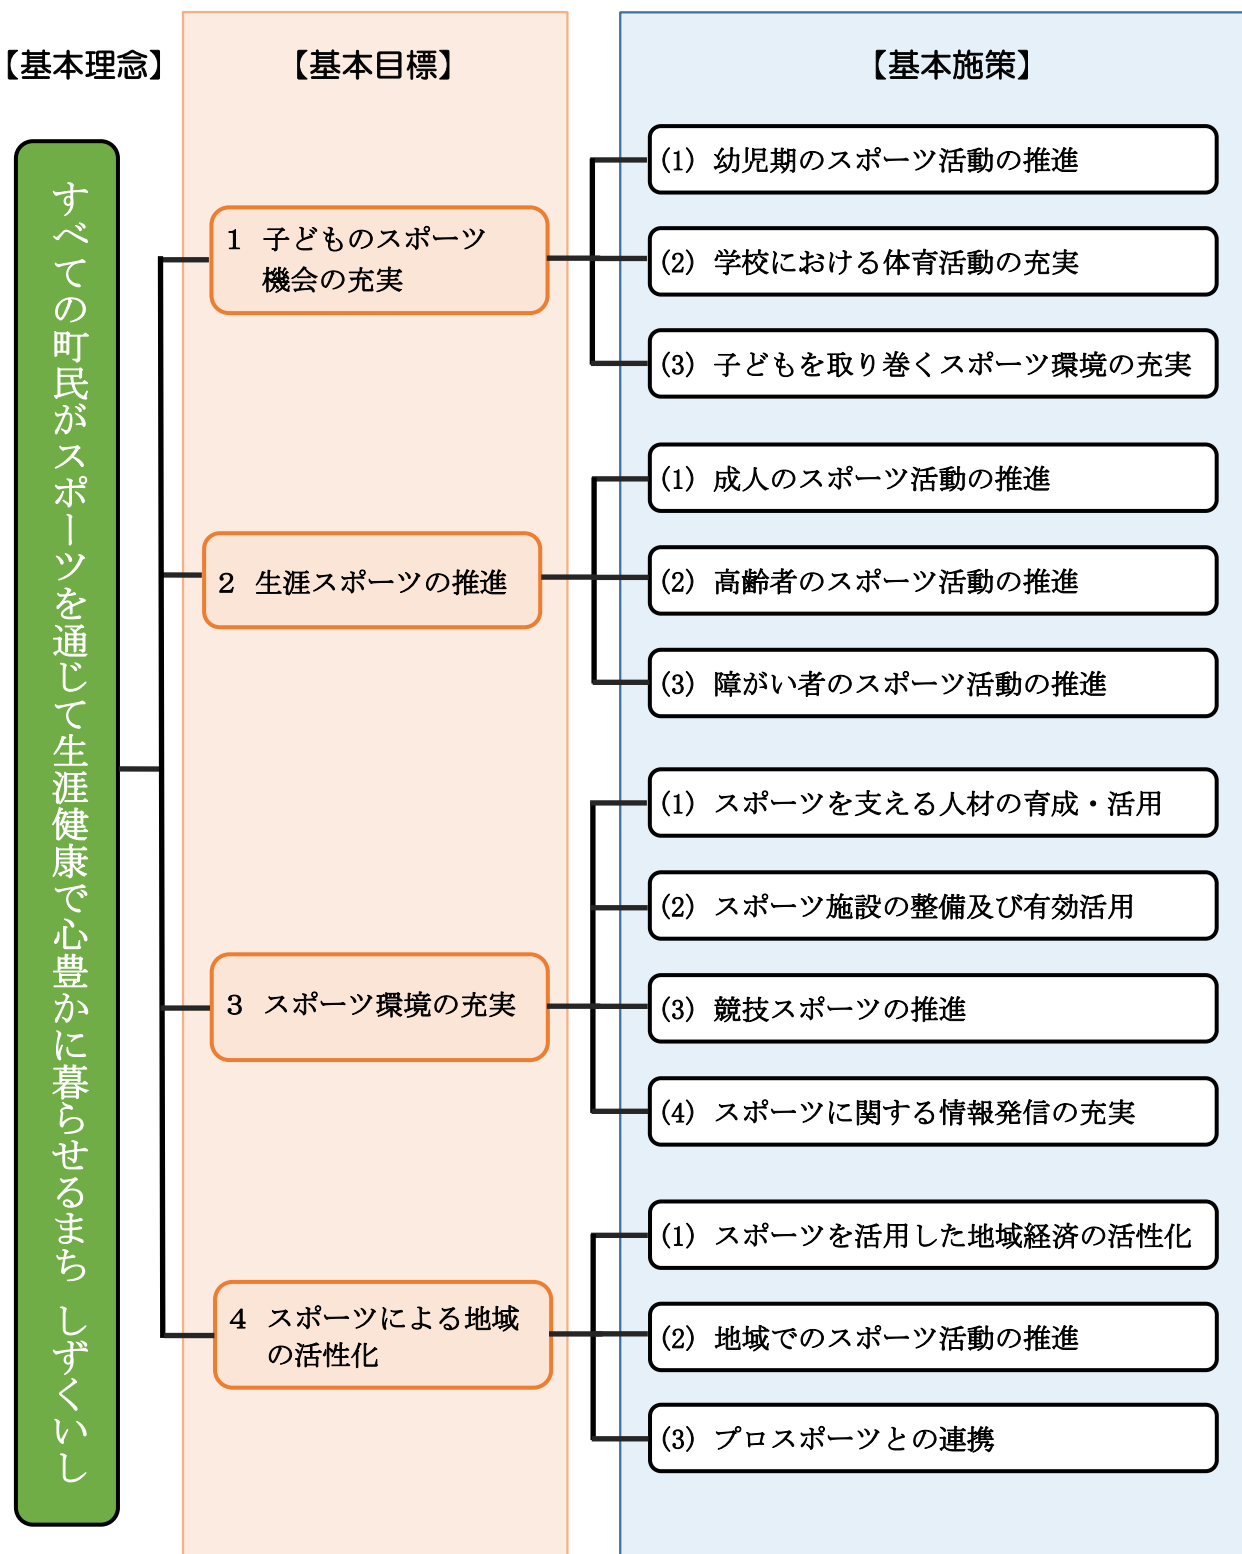 【基本理念】
【基本目標】
【基本施策】
すべての町民がスポーツを通じて生涯健康で心豊かに暮らせるまち しずくいし
1 子どものスポーツ
機会の充実
(1) 幼児期のスポーツ活動の推進
(2) 学校における体育活動の充実
(3) 子どもを取り巻くスポーツ環境の充実
2 生涯スポーツの推進
(1) 成人のスポーツ活動の推進
(2) 高齢者のスポーツ活動の推進
(3) 障がい者のスポーツ活動の推進
3 スポーツ環境の充実
(1) スポーツを支える人材の育成・活用
(2) スポーツ施設の整備及び有効活用
(3) 競技スポーツの推進
(4) スポーツに関する情報発信の充実
4 スポーツによる地域
の活性化
(1) スポーツを活用した地域経済の活性化
(2) 地域でのスポーツ活動の推進
(3) プロスポーツとの連携